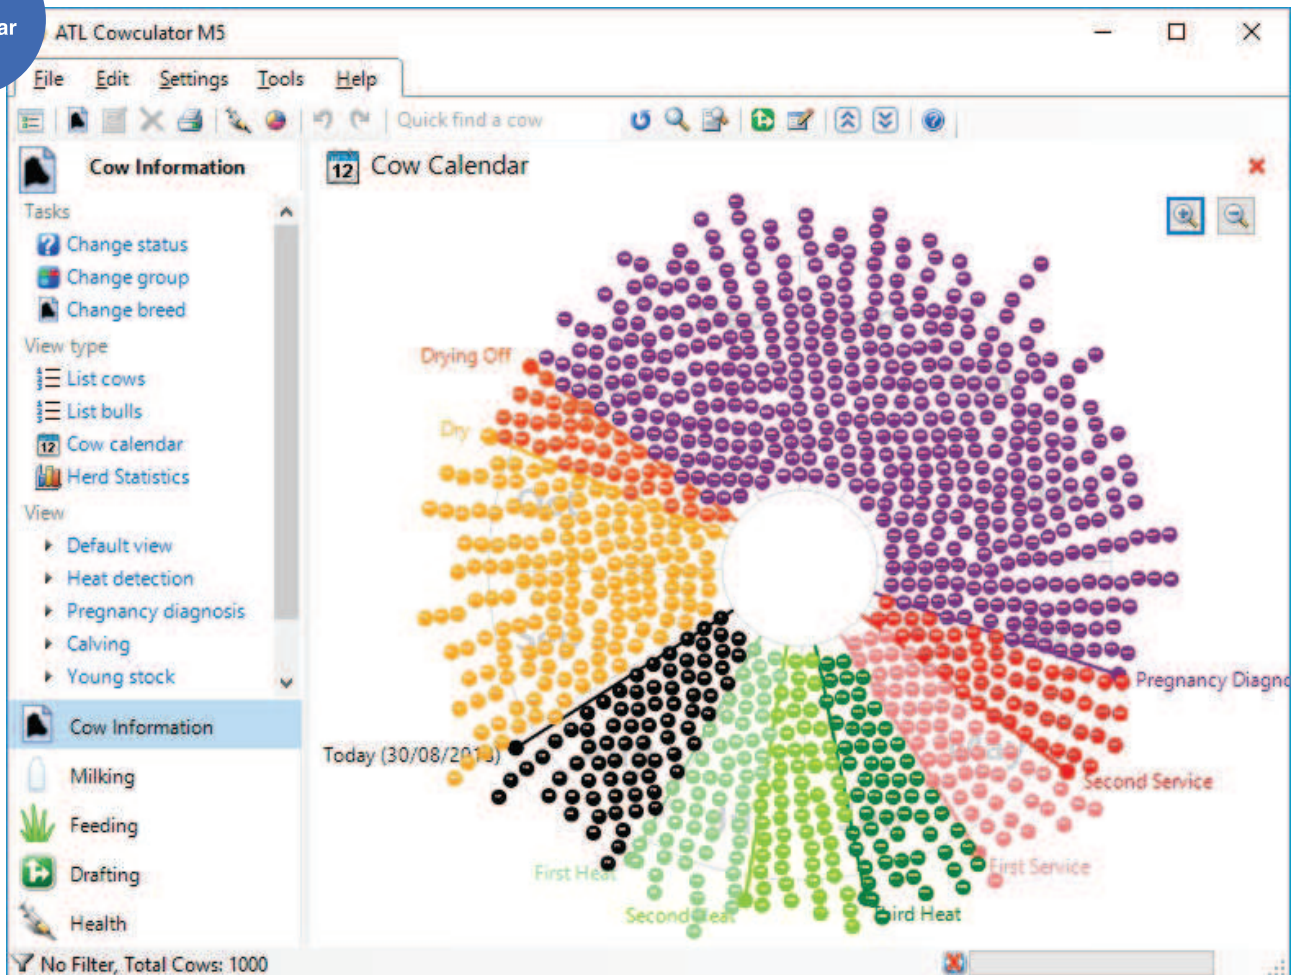 ar
ATL Cowculator M5
File Edit Settings Tools Help
Quick find a cow
Cow Information
Tasks
Change status
Change group
Change breed
View type
List cows
List bulls
12 Cow calendar
Herd Statistics
View
Default view
Heat detection
Pregnancy diagnosis
Calving
Young stock
Cow Information
Milking
Feeding
Drafting
Health
12 Cow Calendar
Drying Off
Dry
Today (30/08/2018)
First Heat
Second Heat
Third Heat
First Service
Second Service
Pregnancy Diagno
No Filter, Total Cows: 1000